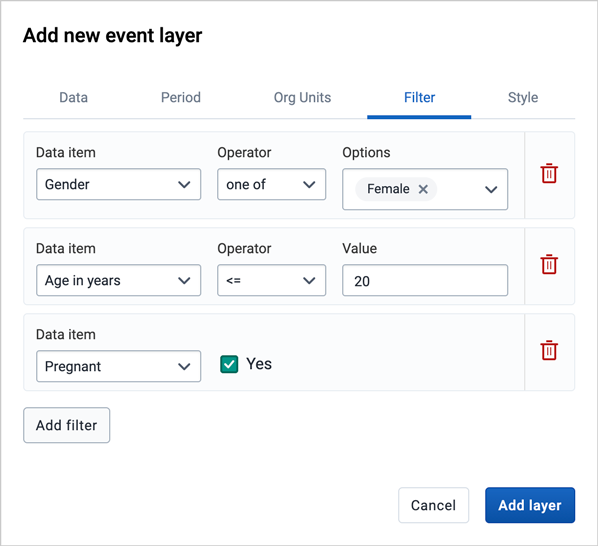 Add new event layer
Data Period Org Units Filter Style
Data item Operator Options
Gender one of Female
Data item Operator Value
Age in years <= 20
Data item
Pregnant Yes
Add filter
Cancel Add layer